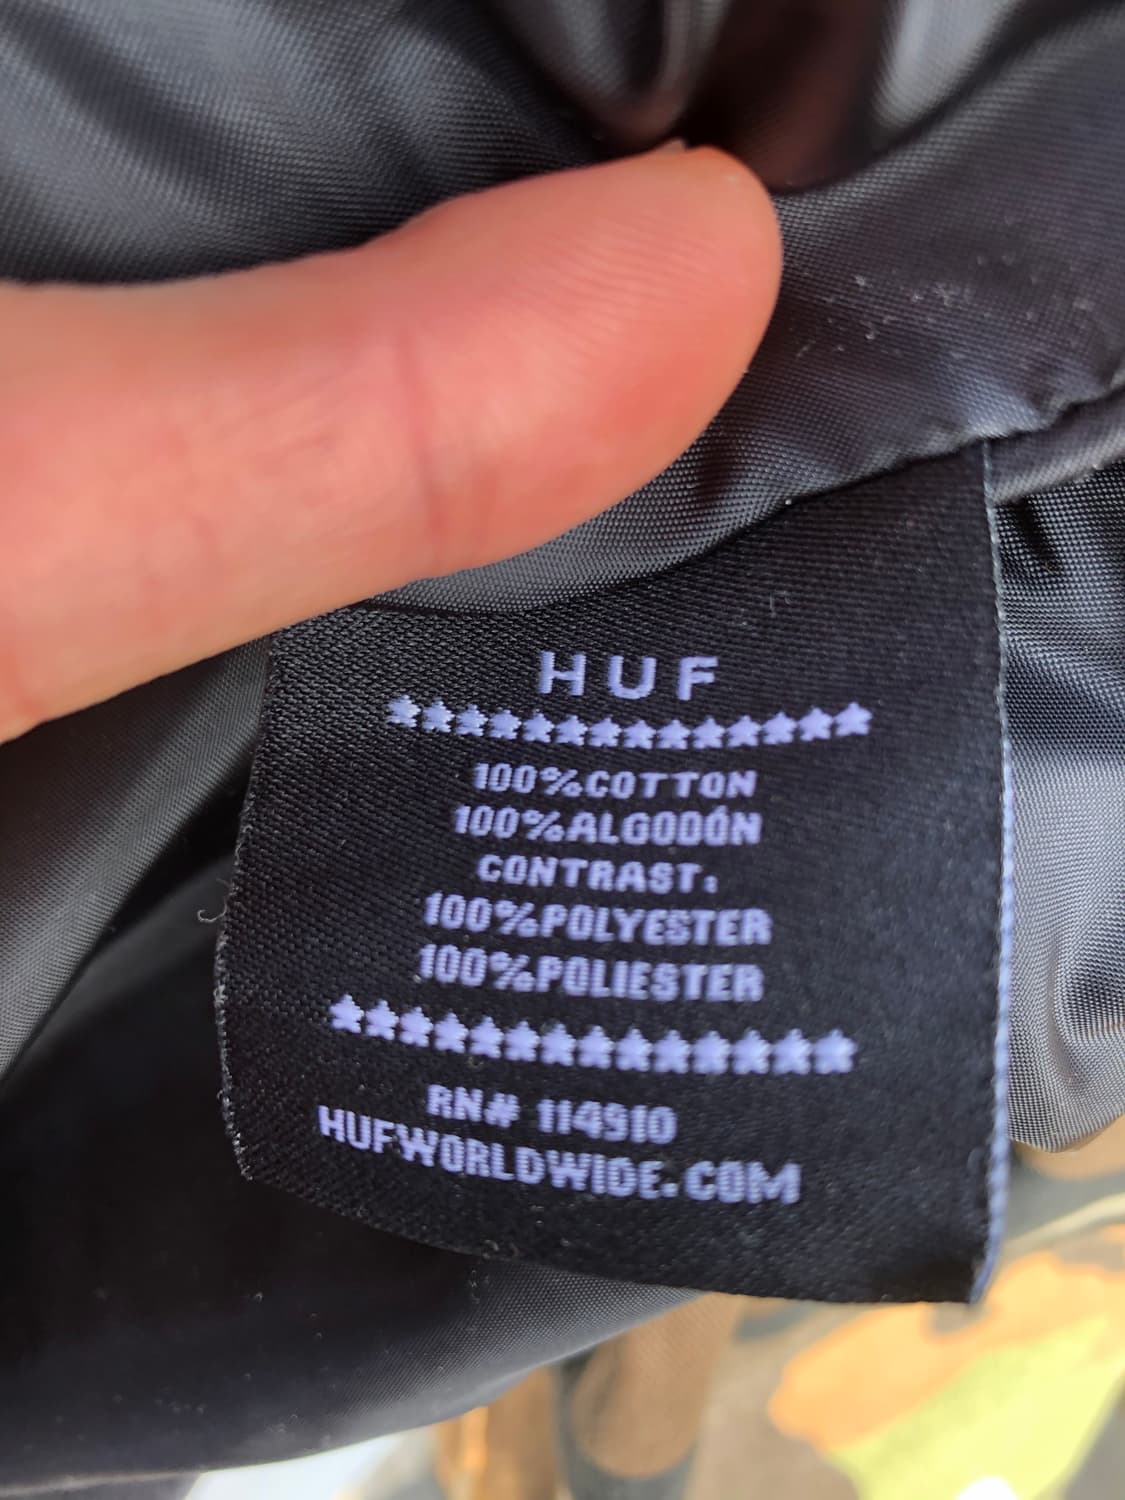 HUF
100%COTTON
100%ALGODÓN
CONTRAST:
100%POLYESTER
100%POLIESTER
RN# 114910
HUFWORLDWIDE.COM